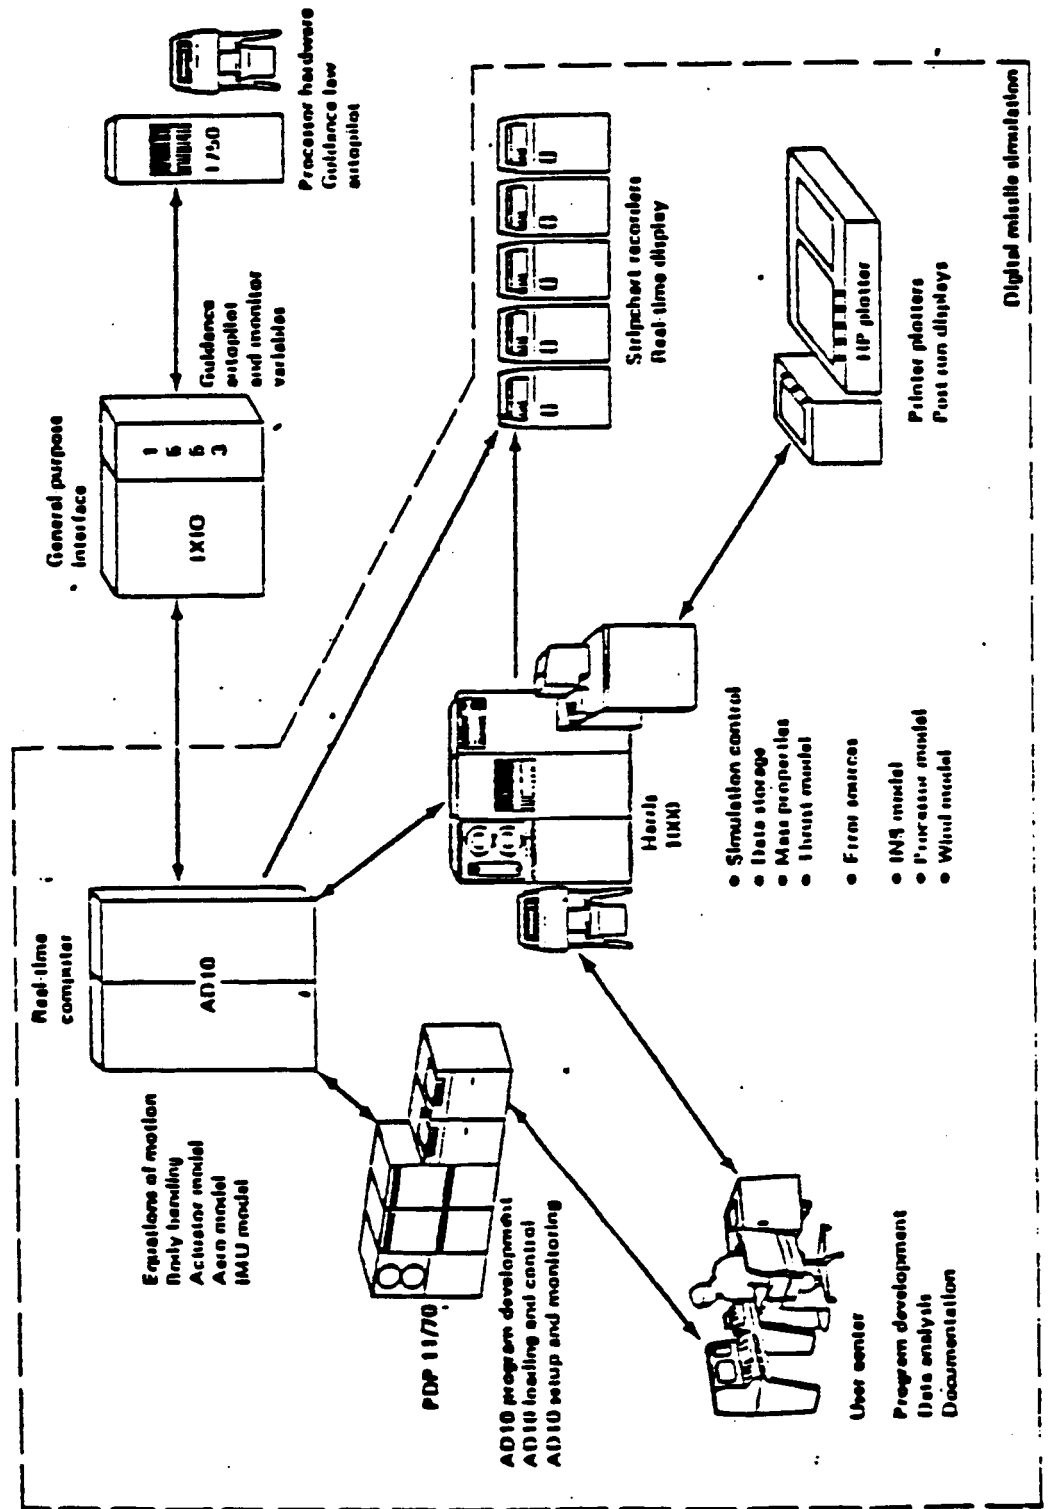 Real-time
computer
AD10
Equations of motion
Body bending
Actuator model
Aero model
IMU model
General purpose
interface
IXIO
1
5
5
3
Guidance
autopilot
and monitor
variables
1750
Processor hardware
Guidance law
autopilot
PDP 11/70
AD10 program development
AD10 loading and control
AD10 setup and monitoring
Harris
1000
• Simulation control
• Data storage
• Mass properties
• Thrust model
• Error sources
• INS model
• Processor model
• Wind model
Stripchart recorders
Real-time display
HP plotter
Printer plotters
Post run displays
User center
Program development
Data analysis
Documentation
Digital missile simulation